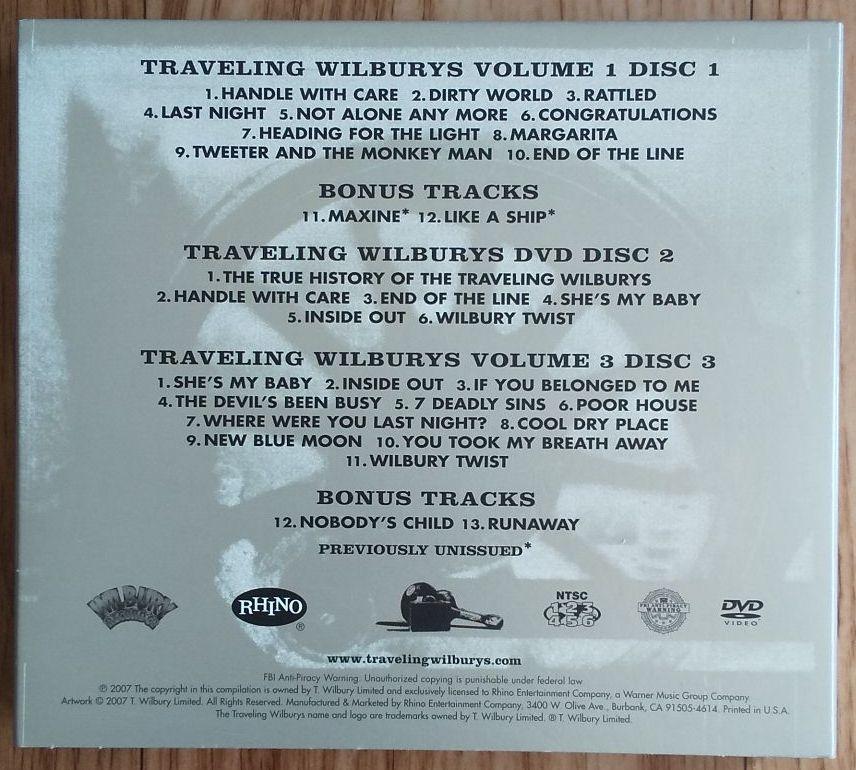 TRAVELING WILBURYS VOLUME 1 DISC 1
1. HANDLE WITH CARE 2. DIRTY WORLD 3. RATTLED
4. LAST NIGHT 5. NOT ALONE ANY MORE 6. CONGRATULATIONS
7. HEADING FOR THE LIGHT 8. MARGARITA
9. TWEETER AND THE MONKEY MAN 10. END OF THE LINE
BONUS TRACKS
11. MAXINE* 12. LIKE A SHIP*
TRAVELING WILBURYS DVD DISC 2
1. THE TRUE HISTORY OF THE TRAVELING WILBURYS
2. HANDLE WITH CARE 3. END OF THE LINE 4. SHE'S MY BABY
5. INSIDE OUT 6. WILBURY TWIST
TRAVELING WILBURYS VOLUME 3 DISC 3
1. SHE'S MY BABY 2. INSIDE OUT 3. IF YOU BELONGED TO ME
4. THE DEVIL'S BEEN BUSY 5. 7 DEADLY SINS 6. POOR HOUSE
7. WHERE WERE YOU LAST NIGHT? 8. COOL DRY PLACE
9. NEW BLUE MOON 10. YOU TOOK MY BREATH AWAY
11. WILBURY TWIST
BONUS TRACKS
12. NOBODY'S CHILD 13. RUNAWAY
PREVIOUSLY UNISSUED*
WILBURY
RHINO ®
NTSC
1 2 3
4 5 6
FBI ANTI-PIRACY
WARNING
DVD
VIDEO
www.travelingwilburys.com
FBI Anti-Piracy Warning: Unauthorized copying is punishable under federal law
℗ 2007 The copyright in this compilation is owned by T. Wilbury Limited and exclusively licensed to Rhino Entertainment Company, a Warner Music Group Company.
Artwork © 2007 T. Wilbury Limited. All Rights Reserved. Manufactured & Marketed by Rhino Entertainment Company, 3400 W. Olive Ave., Burbank, CA 91505-4614. Printed in U.S.A.
The Traveling Wilburys name and logo are trademarks owned by T. Wilbury Limited. ® T. Wilbury Limited.